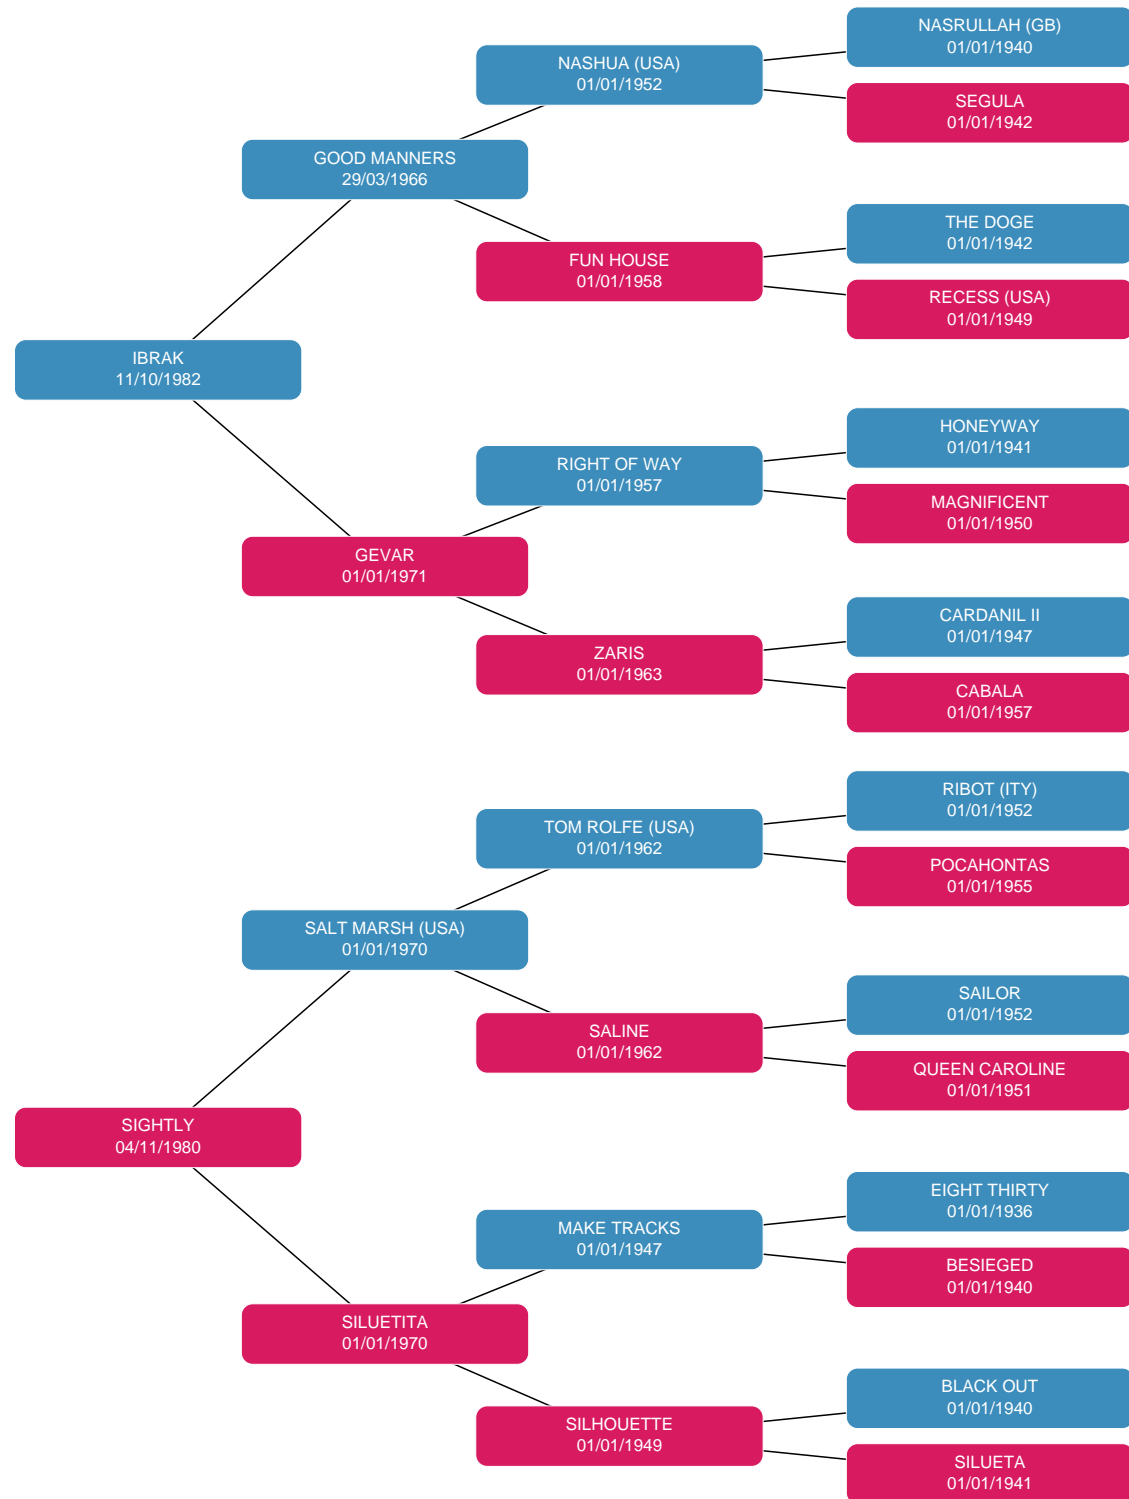 NASRULLAH (GB)
01/01/1940
NASHUA (USA)
01/01/1952
SEGULA
01/01/1942
GOOD MANNERS
29/03/1966
THE DOGE
01/01/1942
FUN HOUSE
01/01/1958
RECESS (USA)
01/01/1949
IBRAK
11/10/1982
HONEYWAY
01/01/1941
RIGHT OF WAY
01/01/1957
MAGNIFICENT
01/01/1950
GEVAR
01/01/1971
CARDANIL II
01/01/1947
ZARIS
01/01/1963
CABALA
01/01/1957
RIBOT (ITY)
01/01/1952
TOM ROLFE (USA)
01/01/1962
POCAHONTAS
01/01/1955
SALT MARSH (USA)
01/01/1970
SAILOR
01/01/1952
SALINE
01/01/1962
QUEEN CAROLINE
01/01/1951
SIGHTLY
04/11/1980
EIGHT THIRTY
01/01/1936
MAKE TRACKS
01/01/1947
BESIEGED
01/01/1940
SILUETITA
01/01/1970
BLACK OUT
01/01/1940
SILHOUETTE
01/01/1949
SILUETA
01/01/1941